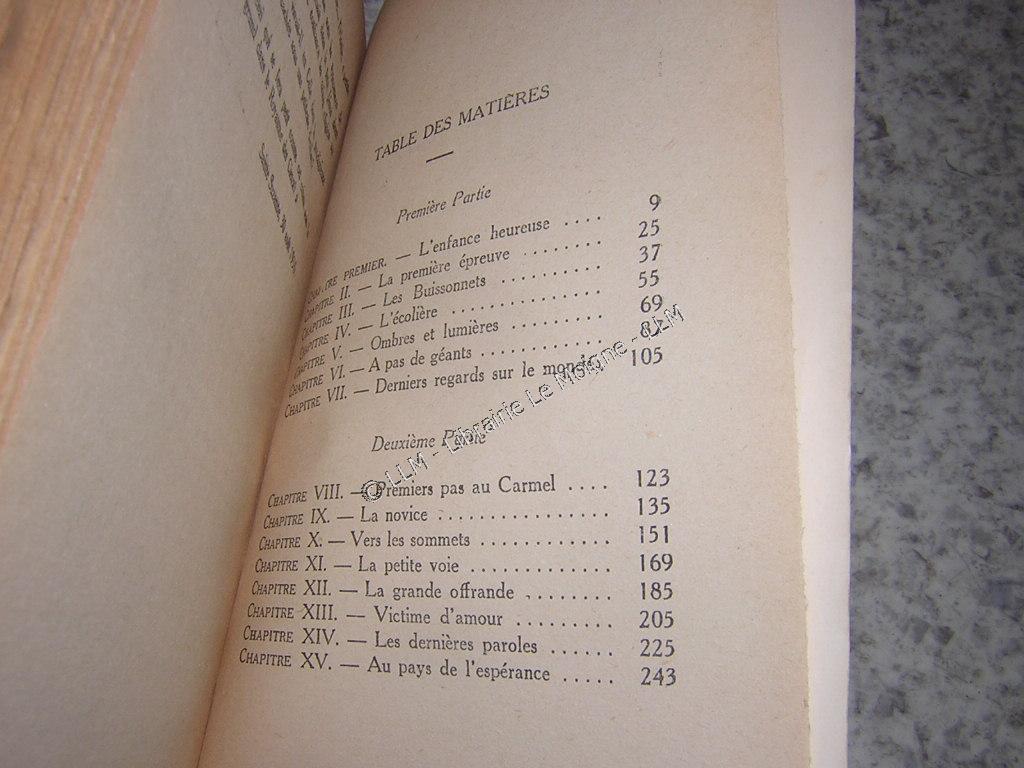 TABLE DES MATIÈRES
Première Partie
CHAPITRE PREMIER. — L'enfance heureuse .... 9
CHAPITRE II. — La première épreuve ....... 25
CHAPITRE III. — Les Buissonnets ......... 37
CHAPITRE IV. — L'écolière ............ 55
CHAPITRE V. — Ombres et lumières ........ 69
CHAPITRE VI. — A pas de géants ..........
CHAPITRE VII. — Derniers regards sur le monde. 105
Deuxième Partie
CHAPITRE VIII. — Premiers pas au Carmel .... 123
CHAPITRE IX. — La novice ............... 135
CHAPITRE X. — Vers les sommets ........... 151
CHAPITRE XI. — La petite voie ............ 169
CHAPITRE XII. — La grande offrande ........ 185
CHAPITRE XIII. — Victime d'amour ......... 205
CHAPITRE XIV. — Les dernières paroles ...... 225
CHAPITRE XV. — Au pays de l'espérance ..... 243
© LLM - Librairie Le Moigne - LLM